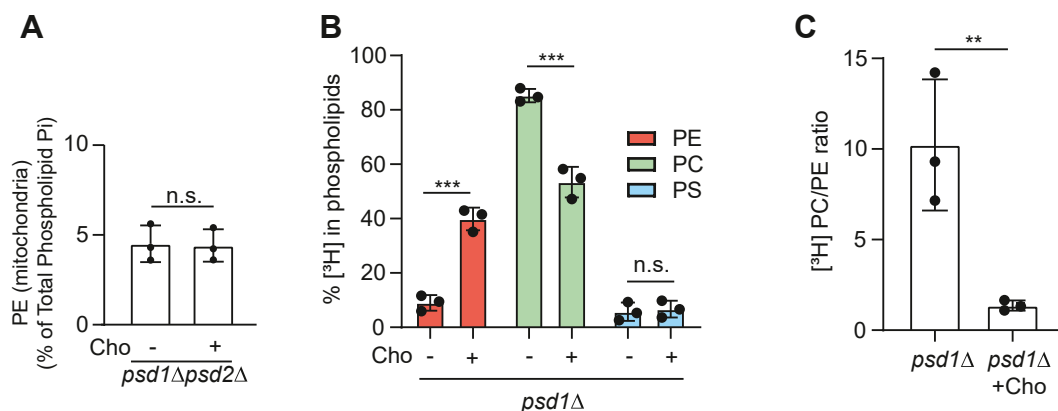 A
PE (mitochondria)
(% of Total Phospholipid Pi)
10
5
0
n.s.
Cho - +
psd1Δpsd2Δ
B
% [³H] in phospholipids
100
80
60
40
20
0
***
***
n.s.
PE
PC
PS
Cho - + - + - +
psd1Δ
C
[³H] PC/PE ratio
15
10
5
0
**
psd1Δ psd1Δ
+Cho